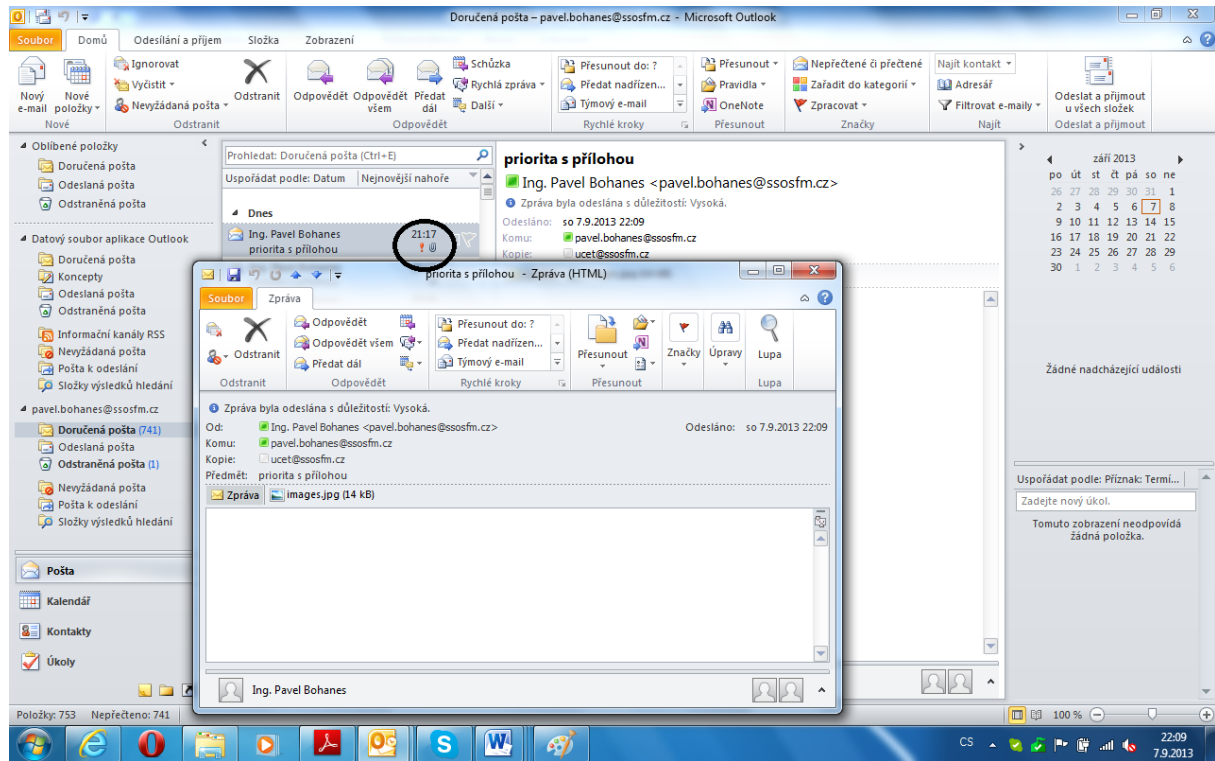 Doručená pošta – pavel.bohanes@ssosfm.cz - Microsoft Outlook
Soubor Domů Odesílání a příjem Složka Zobrazení
Nový e-mail
Nové položky
Ignorovat
Vyčistit
Nevyžádaná pošta
Odstranit
Odpovědět
Odpovědět všem
Předat dál
Schůzka
Rychlá zpráva
Další
Přesunout do: ?
Předat nadřízen...
Týmový e-mail
Přesunout
Pravidla
OneNote
Nepřečtené či přečtené
Zařadit do kategorií
Zpracovat
Najít kontakt
Adresář
Filtrovat e-maily
Odeslat a přijmout
u všech složek
Nové Odstranit Odpovědět Rychlé kroky Přesunout Značky Najít Odeslat a přijmout
Oblíbené položky
Doručená pošta
Odeslaná pošta
Odstraněná pošta
Datový soubor aplikace Outlook
Doručená pošta
Koncepty
Odeslaná pošta
Odstraněná pošta
Informační kanály RSS
Nevyžádaná pošta
Pošta k odeslání
Složky výsledků hledání
pavel.bohanes@ssosfm.cz
Doručená pošta (741)
Odeslaná pošta
Odstraněná pošta (1)
Nevyžádaná pošta
Pošta k odeslání
Složky výsledků hledání
Pošta
Kalendář
Kontakty
Úkoly
Prohledat: Doručená pošta (Ctrl+E)
Uspořádat podle: Datum Nejnovější nahoře
Dnes
Ing. Pavel Bohanes 21:17
priorita s přílohou
priorita s přílohou
Ing. Pavel Bohanes <pavel.bohanes@ssosfm.cz>
Zpráva byla odeslána s důležitostí: Vysoká.
Odesláno: so 7.9.2013 22:09
Komu: pavel.bohanes@ssosfm.cz
Kopie: ucet@ssosfm.cz
priorita s přílohou - Zpráva (HTML)
Soubor Zpráva
Odstranit
Odpovědět
Odpovědět všem
Předat dál
Přesunout do: ?
Předat nadřízen...
Týmový e-mail
Přesunout
Značky
Úpravy
Lupa
Odstranit Odpovědět Rychlé kroky Přesunout Lupa
Zpráva byla odeslána s důležitostí: Vysoká.
Od: Ing. Pavel Bohanes <pavel.bohanes@ssosfm.cz> Odesláno: so 7.9.2013 22:09
Komu: pavel.bohanes@ssosfm.cz
Kopie: ucet@ssosfm.cz
Předmět: priorita s přílohou
Zpráva images.jpg (14 kB)
Ing. Pavel Bohanes
září 2013
po út st čt pá so ne
26 27 28 29 30 31 1
2 3 4 5 6 7 8
9 10 11 12 13 14 15
16 17 18 19 20 21 22
23 24 25 26 27 28 29
30 1 2 3 4 5 6
Žádné nadcházející události
Uspořádat podle: Příznak: Termí...
Zadejte nový úkol.
Tomuto zobrazení neodpovídá
žádná položka.
Položky: 753 Nepřečteno: 741
100 %
CS
22:09
7.9.2013